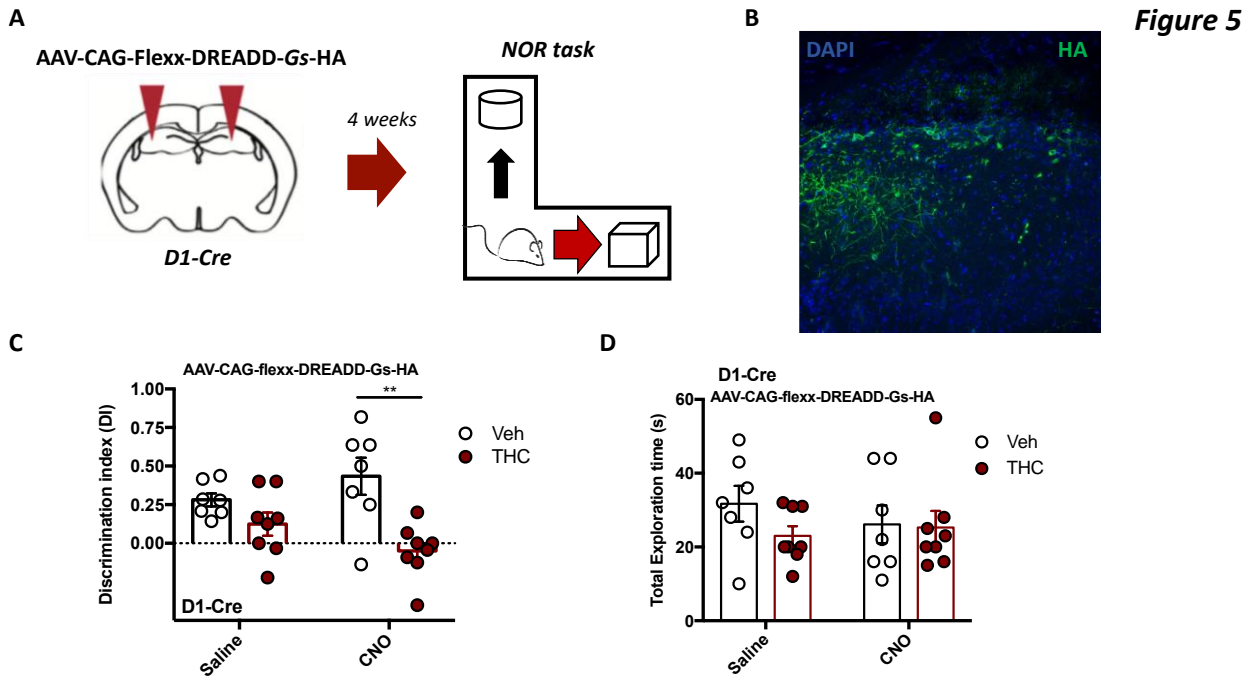 Figure 5
A
AAV-CAG-Flexx-DREADD-Gs-HA
D1-Cre
4 weeks
NOR task
B
DAPI
HA
C
AAV-CAG-flexx-DREADD-Gs-HA
Discrimination index (DI)
1.00
0.75
0.50
0.25
0.00
**
Veh
THC
D1-Cre
Saline
CNO
D
D1-Cre
AAV-CAG-flexx-DREADD-Gs-HA
Total Exploration time (s)
60
40
20
0
Veh
THC
Saline
CNO